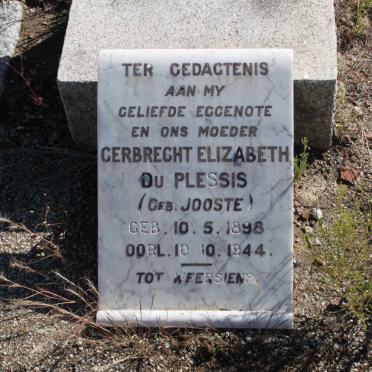 TER GEDAGTENIS
AAN MY
GELIEFDE EGGENOTE
EN ONS MOEDER
GERBRECHT ELIZABETH
DU PLESSIS
(GEB. JOOSTE)
GEB. 10.5.1898
OORL. 10.10.1944.
TOT WEERSIENS